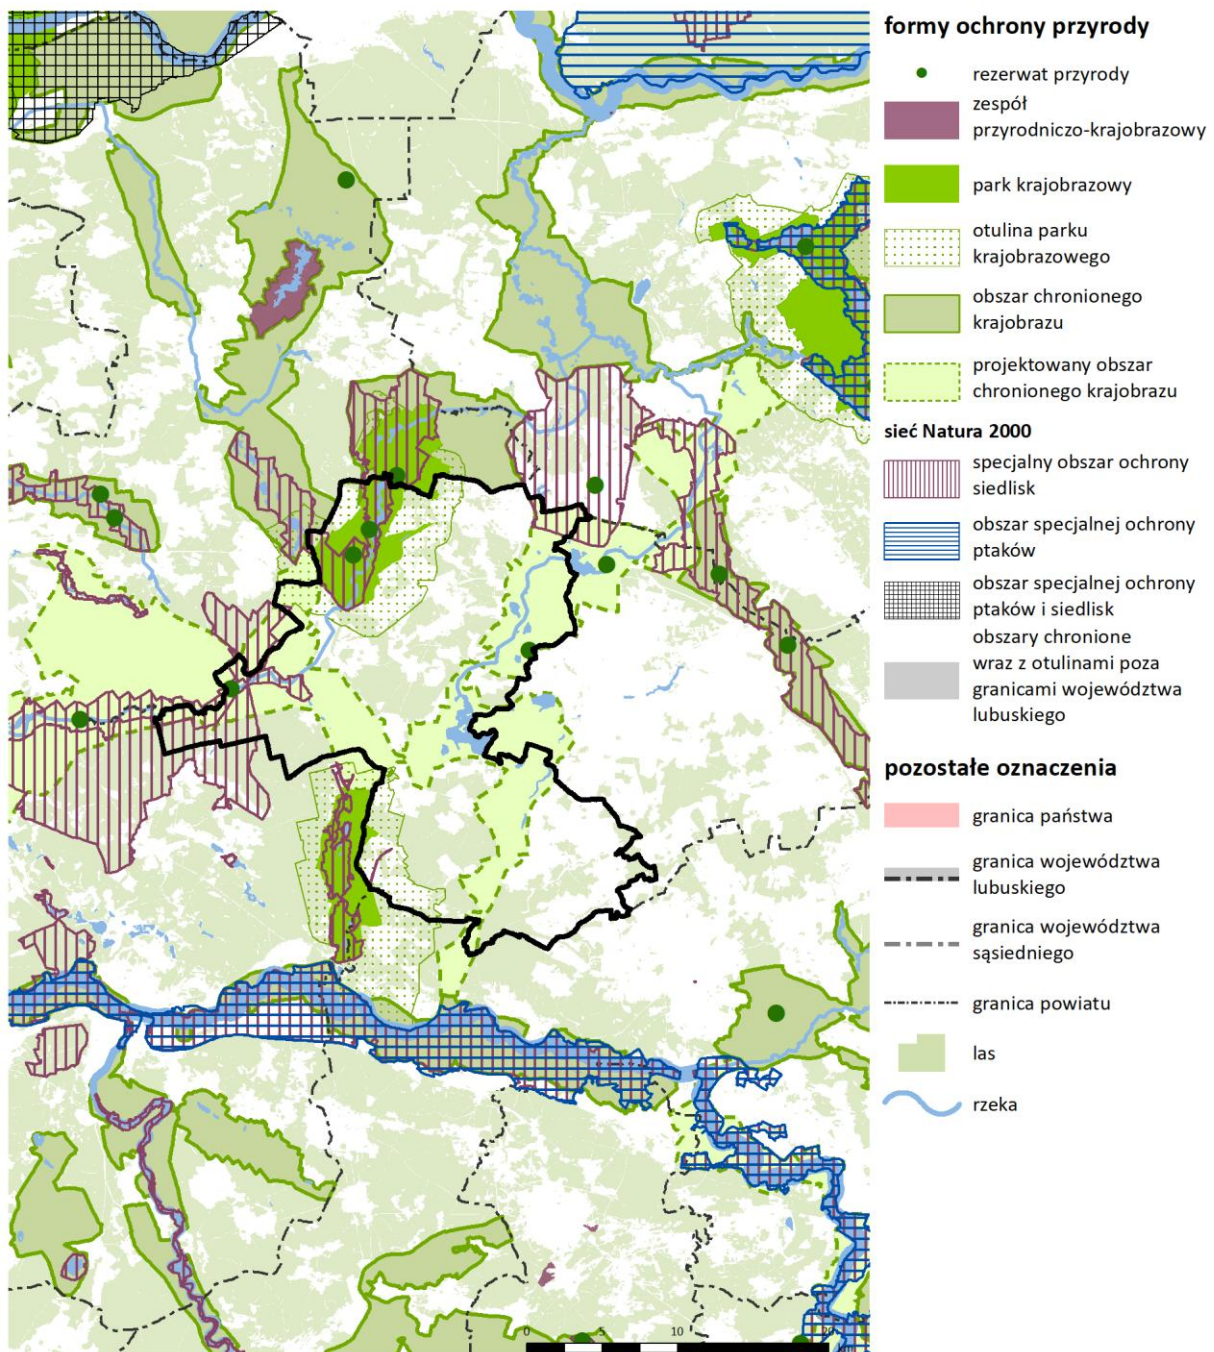 formy ochrony przyrody
rezerwat przyrody
zespół
przyrodniczo-krajobrazowy
park krajobrazowy
otulina parku
krajobrazowego
obszar chronionego
krajobrazu
projektowany obszar
chronionego krajobrazu
sieć Natura 2000
specjalny obszar ochrony
siedlisk
obszar specjalnej ochrony
ptaków
obszar specjalnej ochrony
ptaków i siedlisk
obszary chronione
wraz z otulinami poza
granicami województwa
lubuskiego
pozostałe oznaczenia
granica państwa
granica województwa
lubuskiego
granica województwa
sąsiedniego
granica powiatu
las
rzeka
0 5 10 20